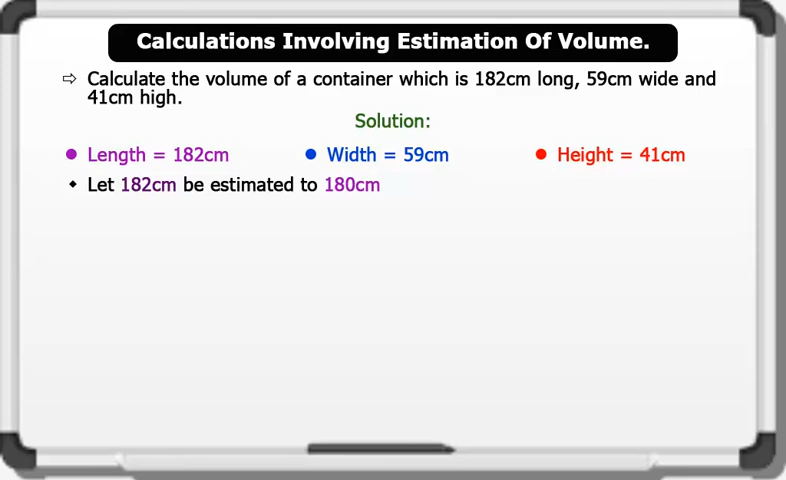 Calculations Involving Estimation Of Volume.
⇨ Calculate the volume of a container which is 182cm long, 59cm wide and
41cm high.
Solution:
● Length = 182cm ● Width = 59cm ● Height = 41cm
◆ Let 182cm be estimated to 180cm